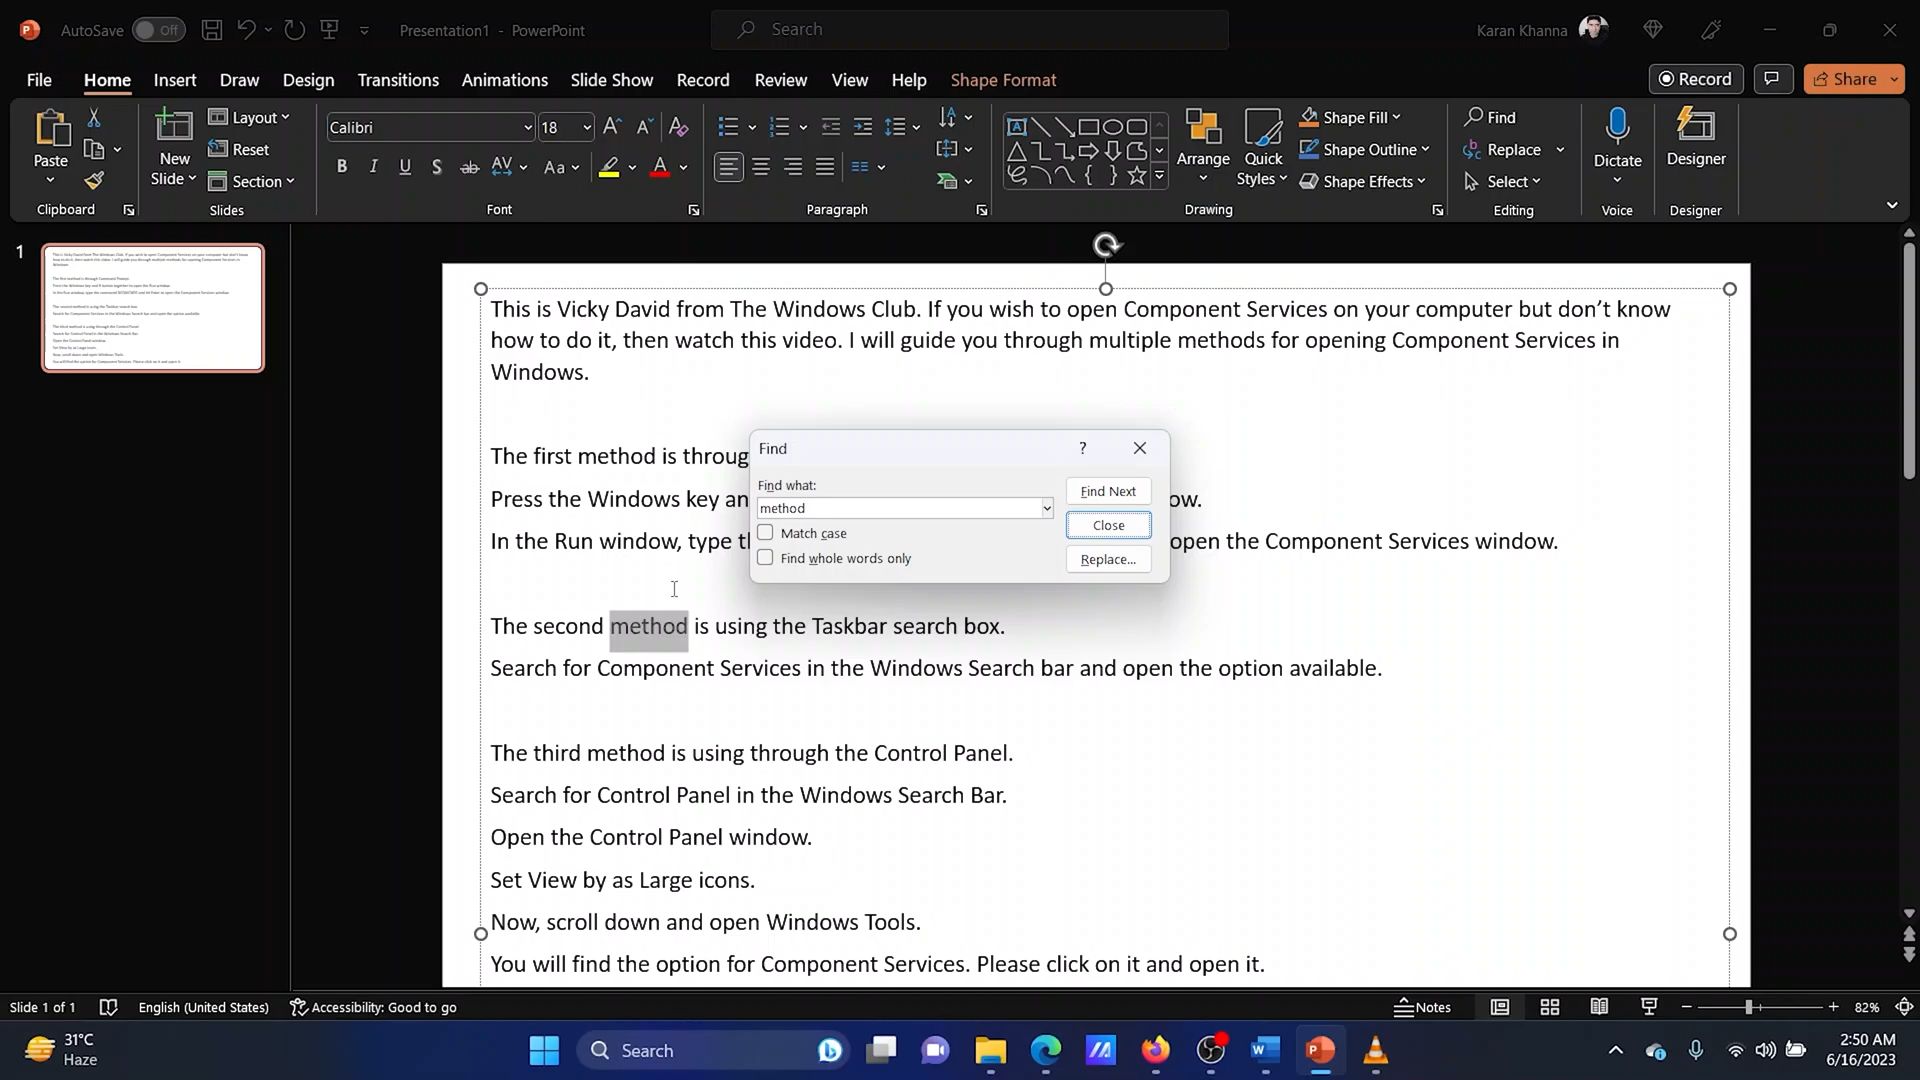 AutoSave Off Presentation1 - PowerPoint Search Karan Khanna
File Home Insert Draw Design Transitions Animations Slide Show Record Review View Help Shape Format Record Share
Paste
New Slide
Layout
Reset
Section
Calibri 18
Aa
Arrange
Quick Styles
Shape Fill
Shape Outline
Shape Effects
Find
Replace
Select
Dictate
Designer
Clipboard Slides Font Paragraph Drawing Editing Voice Designer
1
This is Vicky David from The Windows Club. If you wish to open Component Services on your computer but don’t know
how to do it, then watch this video. I will guide you through multiple methods for opening Component Services in
Windows.
The first method is throug
Press the Windows key an ow.
In the Run window, type th open the Component Services window.
Find ?
Find what:
method
Match case
Find whole words only
Find Next
Close
Replace...
The second method is using the Taskbar search box.
Search for Component Services in the Windows Search bar and open the option available.
The third method is using through the Control Panel.
Search for Control Panel in the Windows Search Bar.
Open the Control Panel window.
Set View by as Large icons.
Now, scroll down and open Windows Tools.
You will find the option for Component Services. Please click on it and open it.
Slide 1 of 1 English (United States) Accessibility: Good to go Notes 82%
31°C
Haze
Search
2:50 AM
6/16/2023